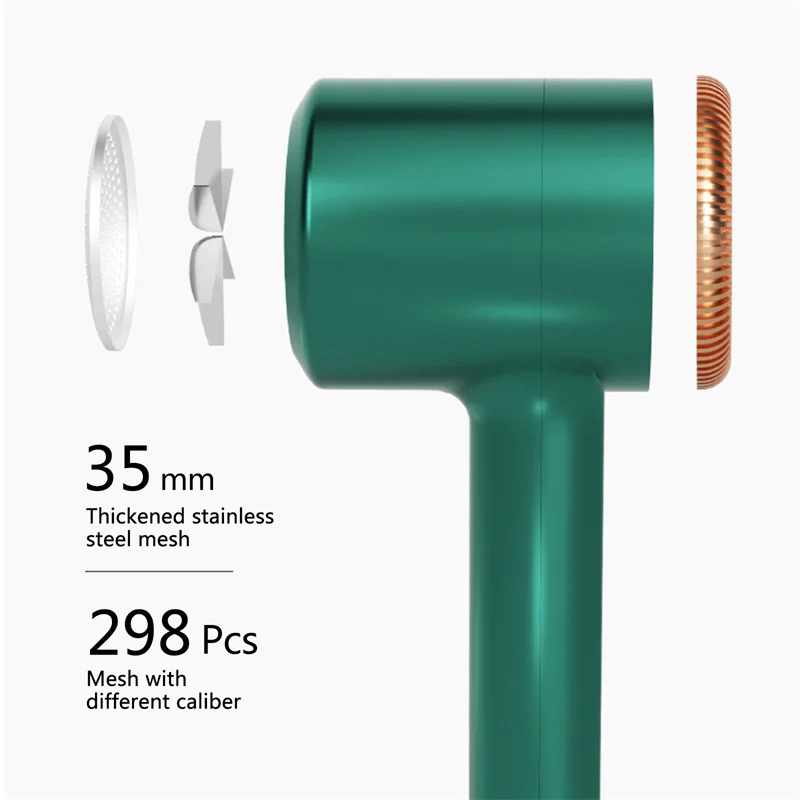 35 mm
Thickened stainless
steel mesh
298 Pcs
Mesh with
different caliber